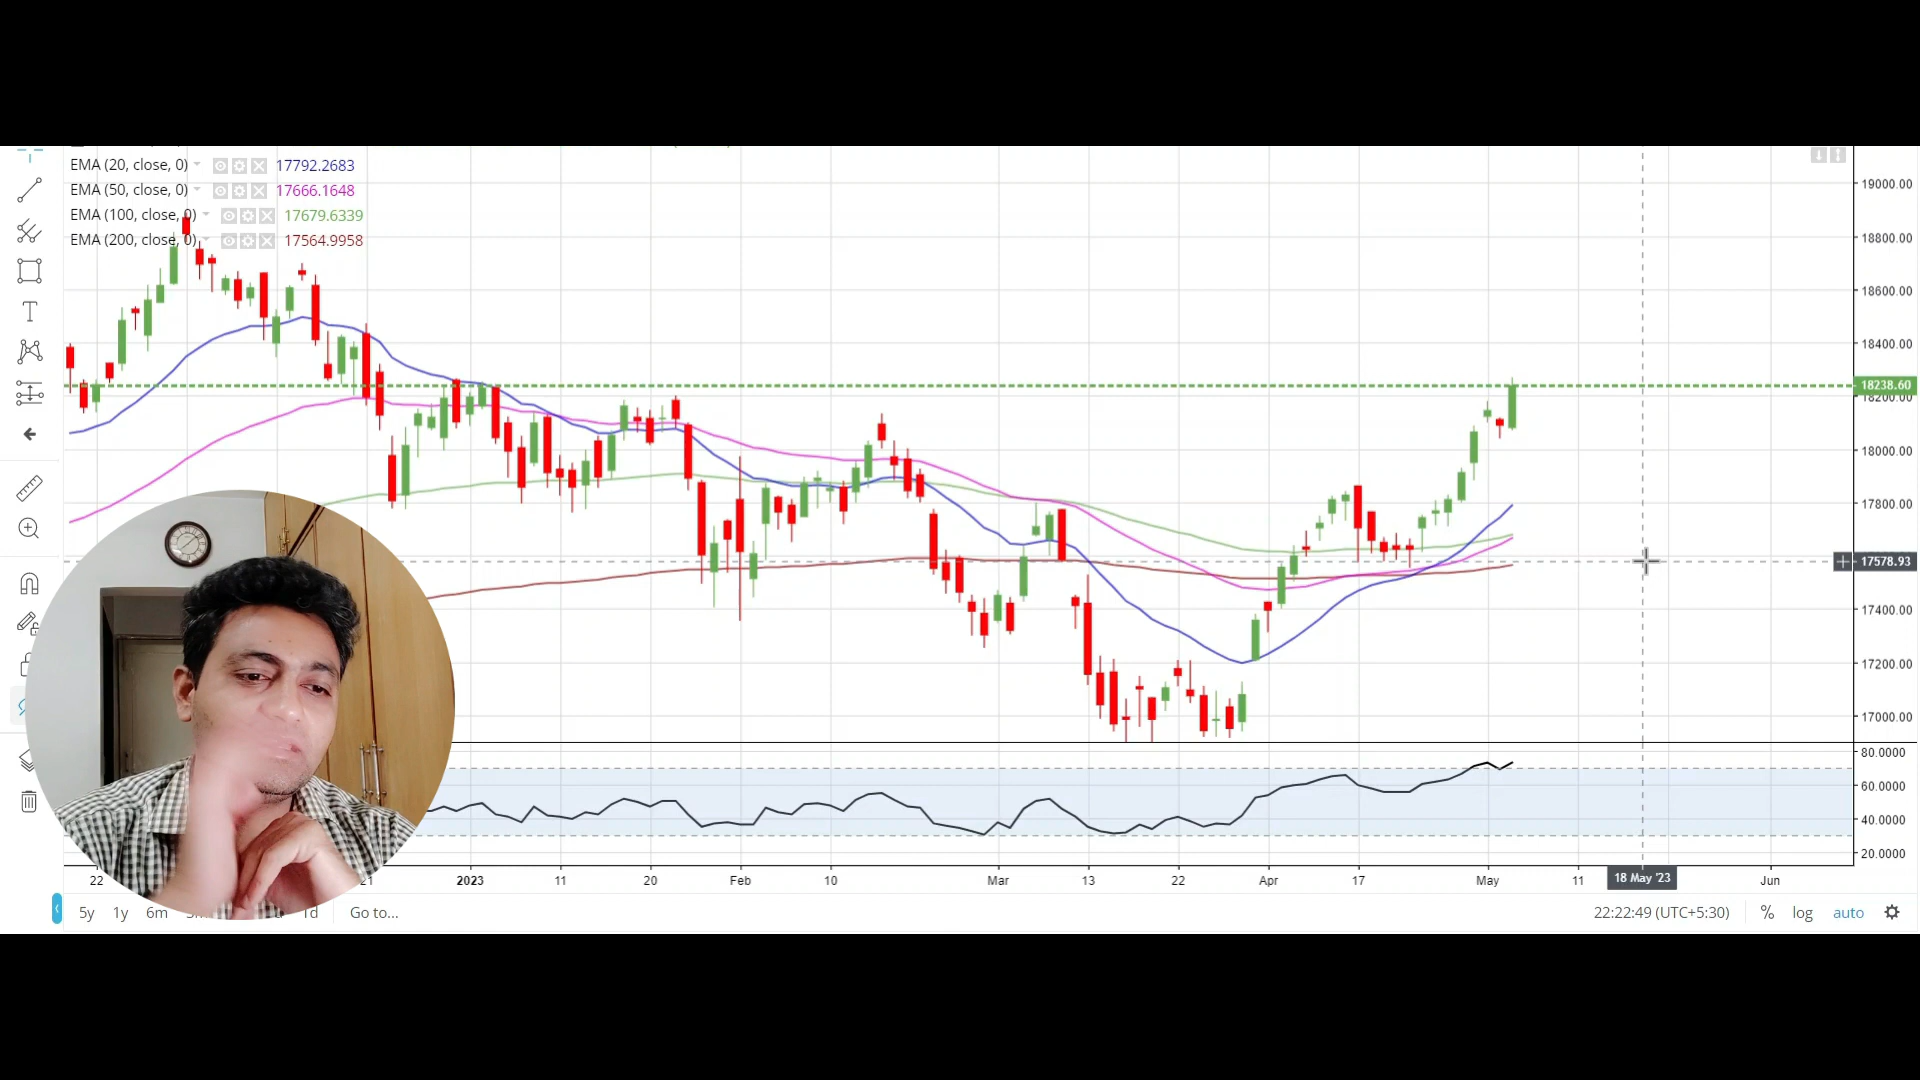 EMA (20, close, 0) 17792.2683
EMA (50, close, 0) 17666.1648
EMA (100, close, 0) 17679.6339
EMA (200, close, 0) 17564.9958
19000.00
18800.00
18600.00
18400.00
18238.60
18200.00
18000.00
17800.00
17578.93
17400.00
17200.00
17000.00
80.0000
60.0000
40.0000
20.0000
22 21 2023 11 20 Feb 10 Mar 13 22 Apr 17 May 11 18 May '23 Jun
5y 1y 6m 1d Go to... 22:22:49 (UTC+5:30) % log auto